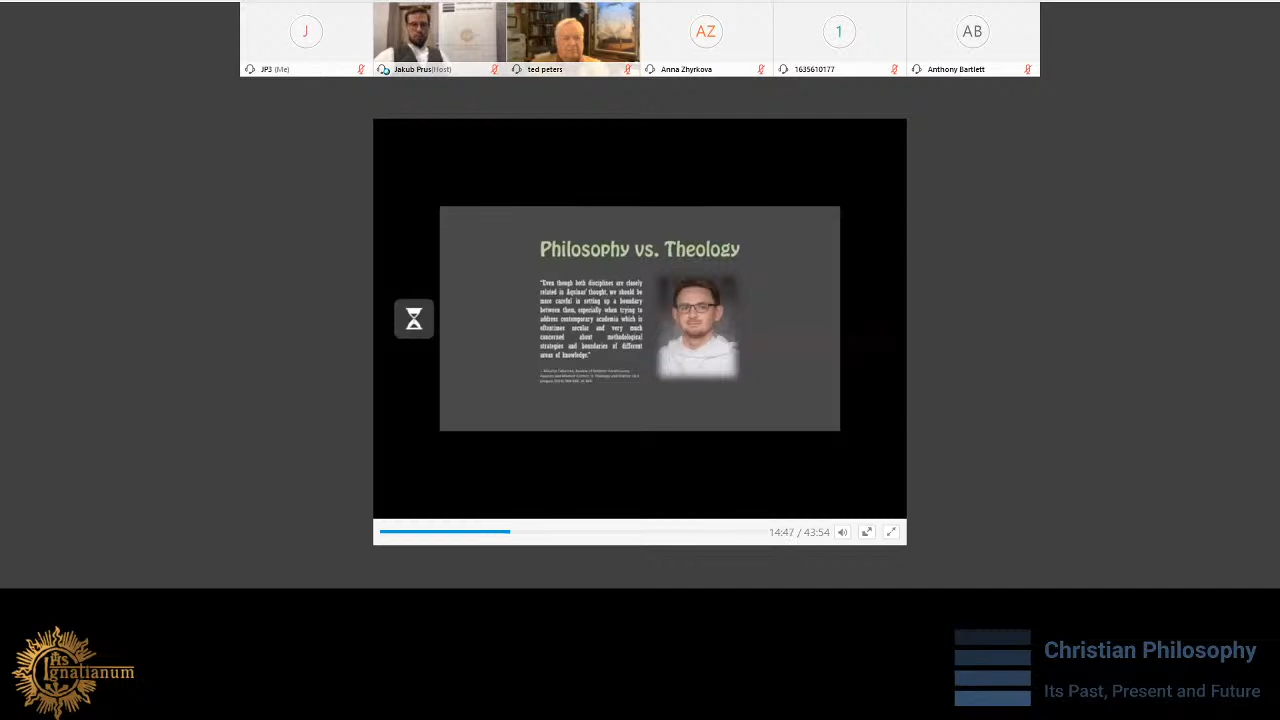 J
AZ
1
AB
JP3 (Me)
Jakub Prus(Host)
ted peters
Anna Zhyrkova
1635610177
Anthony Bartlett
Philosophy vs. Theology
"Even though both disciplines are closely
related in Aquinas' thought, we should be
more careful in setting up a boundary
between them, especially when trying to
address contemporary academia which is
oftentimes secular and very much
concerned about methodological
strategies and boundaries of different
areas of knowledge."
14:47 / 43:54
IHS
Ignatianum
Christian Philosophy
Its Past, Present and Future